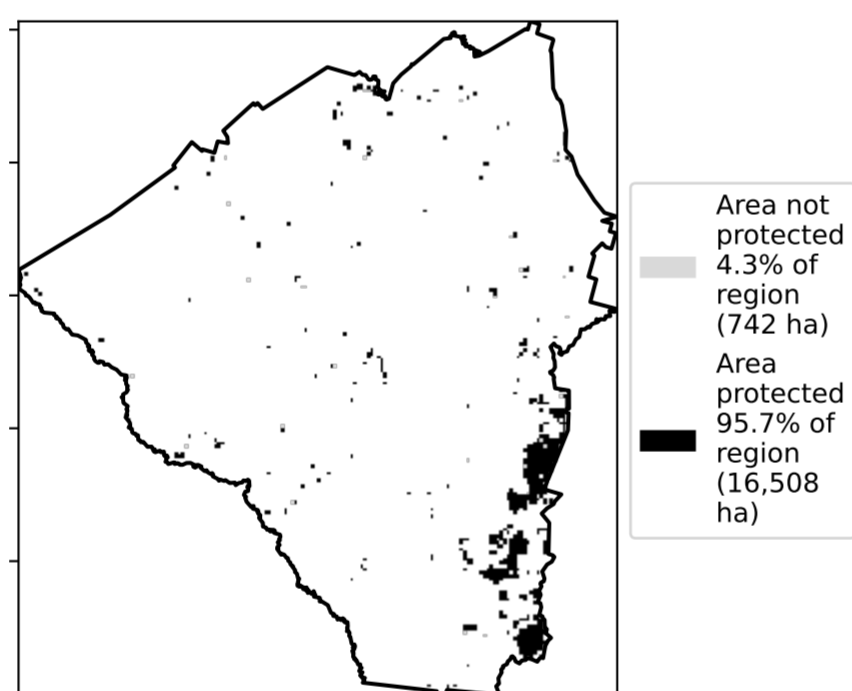 Area not
protected
4.3% of
region
(742 ha)
Area
protected
95.7% of
region
(16,508
ha)